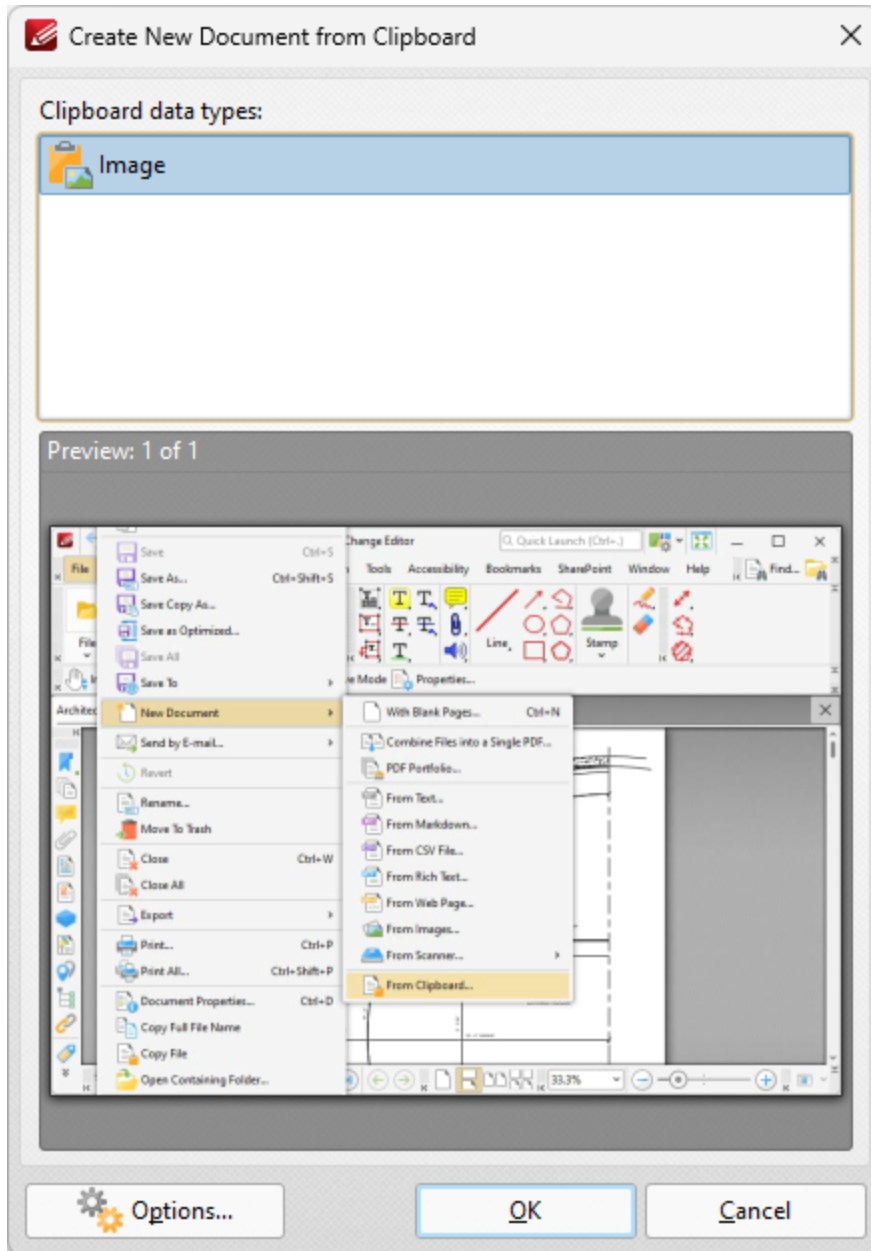 Create New Document from Clipboard
Clipboard data types:
Image
Preview: 1 of 1
Change Editor
Quick Launch (Ctrl+.)
File
Tools Accessibility Bookmarks SharePoint Window Help
Find...
Save Ctrl+S
Save As... Ctrl+Shift+S
Save Copy As...
Save as Optimized...
Save All
Save To
File
Line
Stamp
e Mode
Properties...
Architec
New Document
Send by E-mail...
Revert
Rename...
Move To Trash
Close Ctrl+W
Close All
Export
Print... Ctrl+P
Print All... Ctrl+Shift+P
Document Properties... Ctrl+D
Copy Full File Name
Copy File
Open Containing Folder...
With Blank Pages... Ctrl+N
Combine Files into a Single PDF...
PDF Portfolio...
From Text...
From Markdown...
From CSV File...
From Rich Text...
From Web Page...
From Images...
From Scanner...
From Clipboard...
33.3%
Options...
OK
Cancel